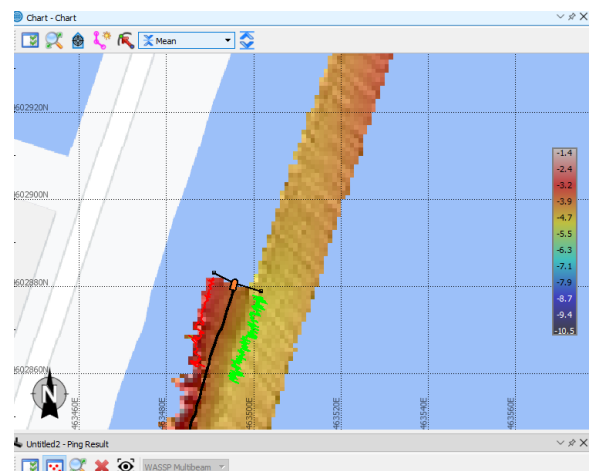 Chart - Chart
Mean
602920N
602900N
602880N
602860N
463460E
463480E
463500E
463520E
463540E
463560E
-1.4
-2.4
-3.2
-3.9
-4.7
-5.5
-6.3
-7.1
-7.9
-8.7
-9.4
-10.5
N
Untitled2 - Ping Result
WASSP Multibeam